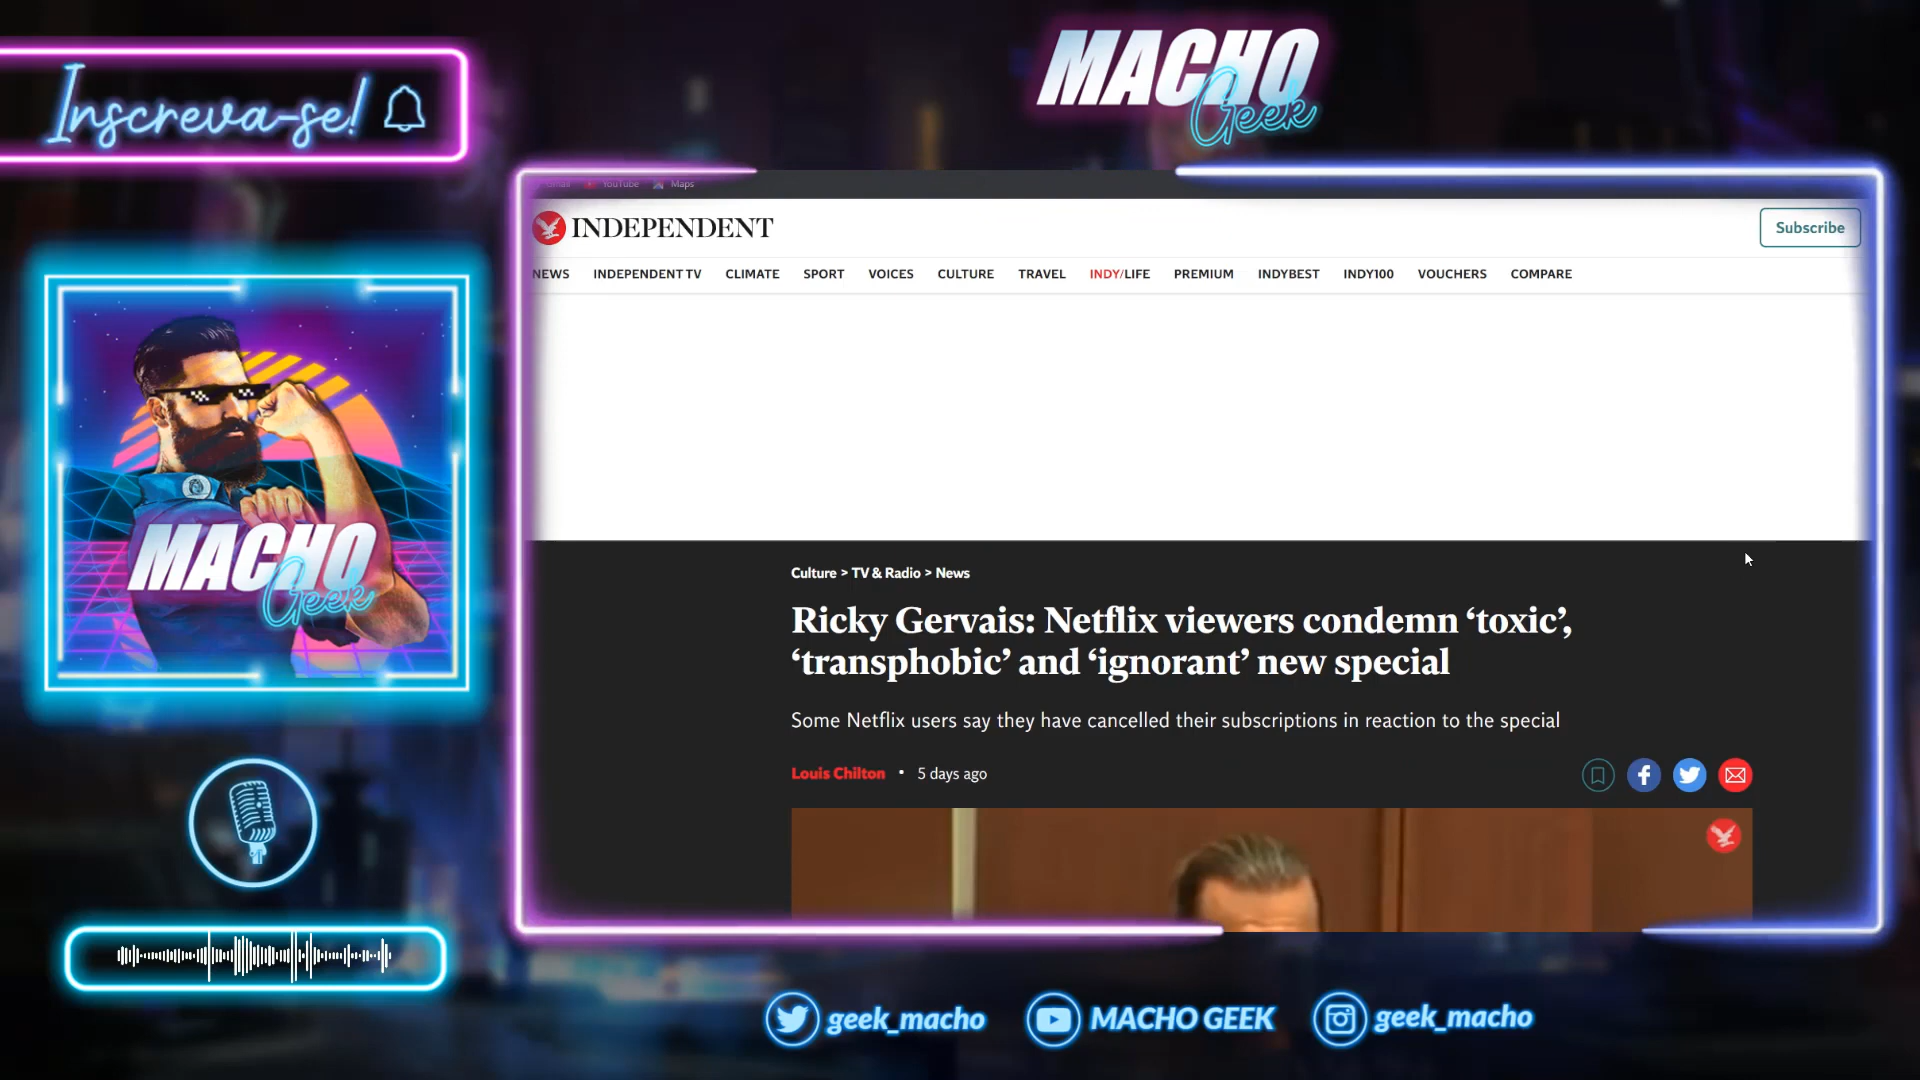 Inscreva-se!
MACHO
Geek
Gmail YouTube Maps
INDEPENDENT
Subscribe
NEWS INDEPENDENT TV CLIMATE SPORT VOICES CULTURE TRAVEL INDY/LIFE PREMIUM INDYBEST INDY100 VOUCHERS COMPARE
MACHO
Geek
Culture > TV & Radio > News
Ricky Gervais: Netflix viewers condemn ‘toxic’,
‘transphobic’ and ‘ignorant’ new special
Some Netflix users say they have cancelled their subscriptions in reaction to the special
Louis Chilton • 5 days ago
geek_macho MACHO GEEK geek_macho